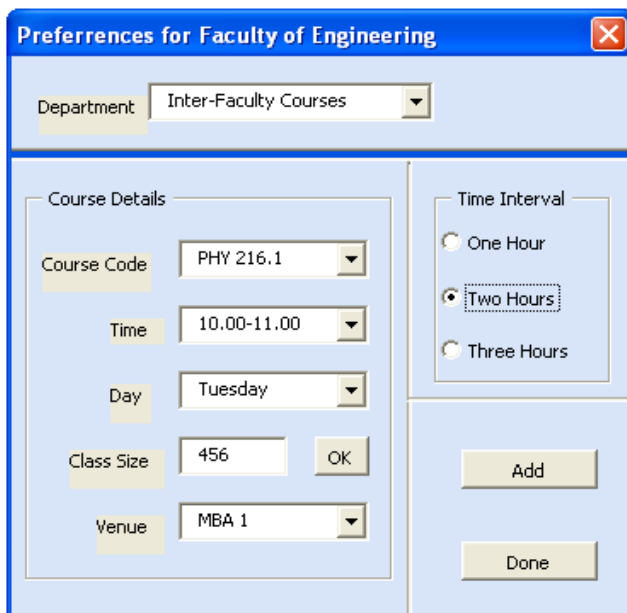 Preferrences for Faculty of Engineering
Department Inter-Faculty Courses
Course Details
Course Code PHY 216.1
Time 10.00-11.00
Day Tuesday
Class Size 456 OK
Venue MBA 1
Time Interval
One Hour
Two Hours
Three Hours
Add
Done